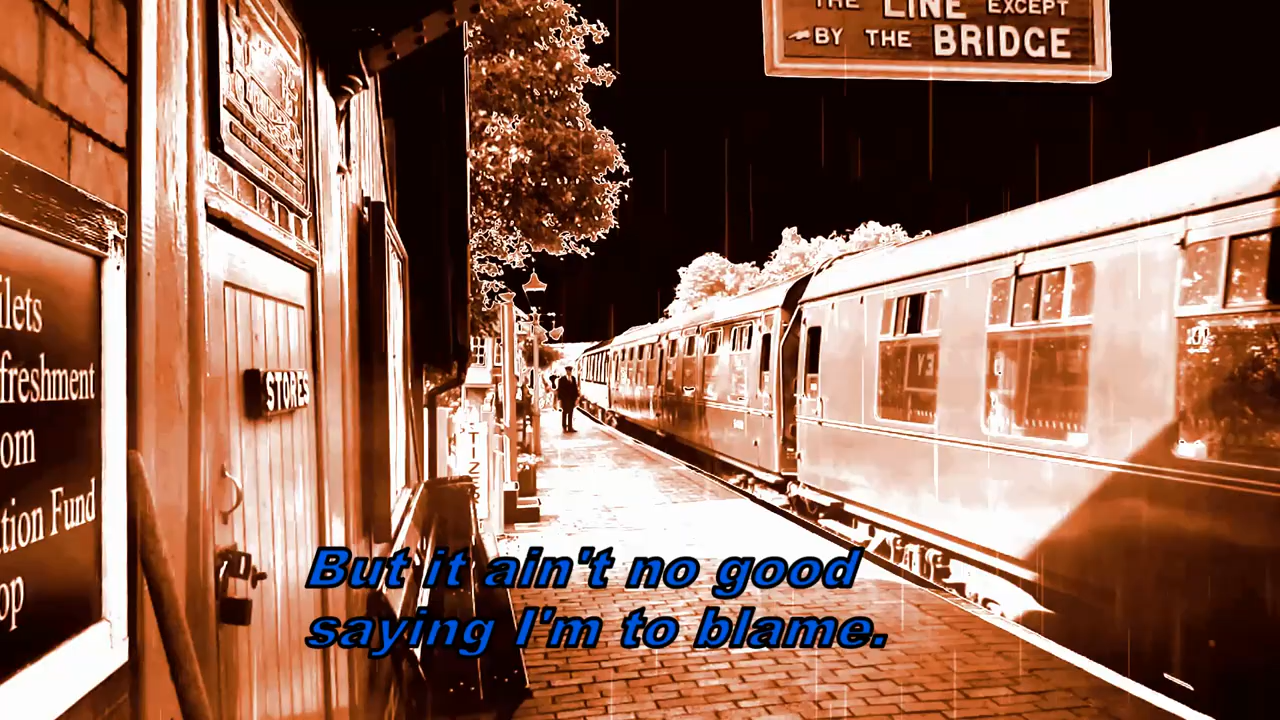 THE LINE EXCEPT
BY THE BRIDGE
STORES
ilets
freshment
om
tion Fund
op
But it ain't no good
saying I'm to blame.